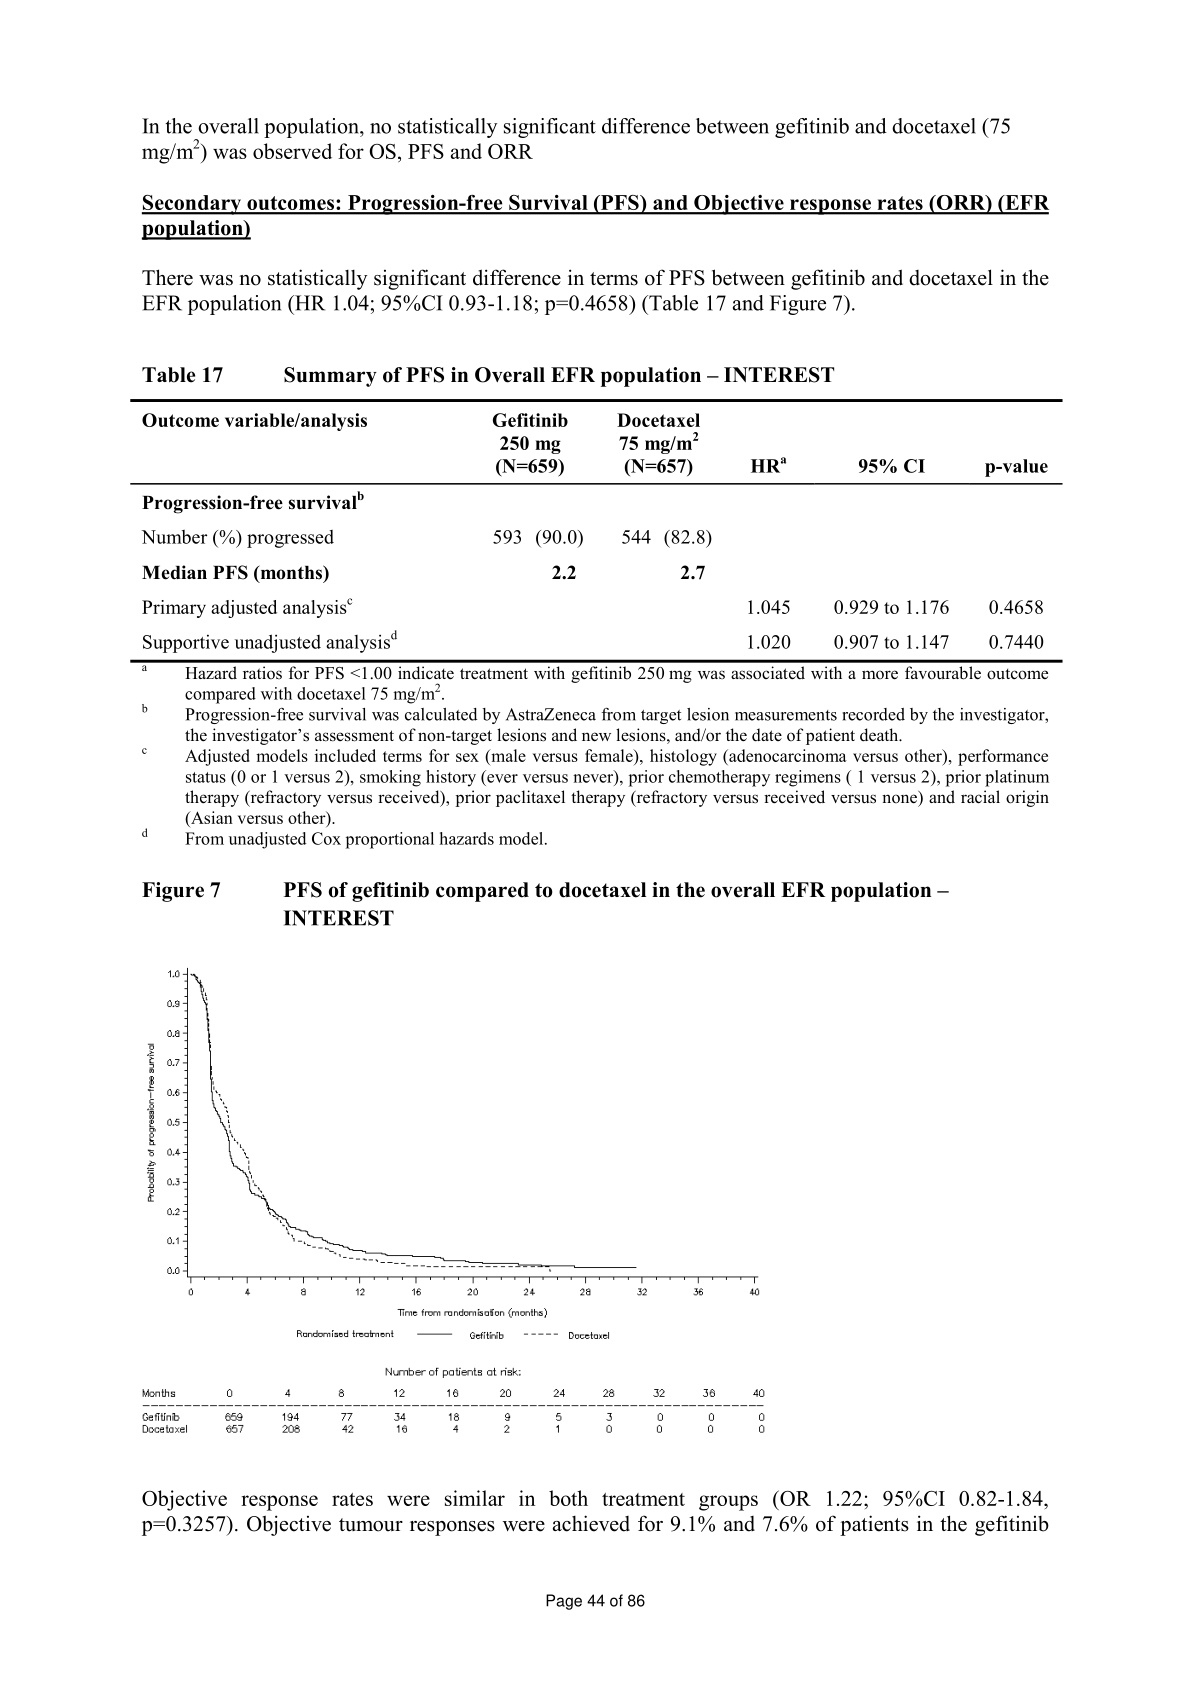 In the overall population, no statistically significant difference between gefitinib and docetaxel (75
mg/m2) was observed for OS, PFS and ORR
Secondary outcomes: Progression-free Survival (PFS) and Objective response rates (ORR) (EFR
population)
There was no statistically significant difference in terms of PFS between gefitinib and docetaxel in the
EFR population (HR 1.04; 95%CI 0.93-1.18; p=0.4658) (Table 17 and Figure 7).
Table 17 Summary of PFS in Overall EFR population – INTEREST
Outcome variable/analysis Gefitinib Docetaxel
250 mg 75 mg/m2
(N=659) (N=657) HRa 95% CI p-value
Progression-free survivalb
Number (%) progressed 593 (90.0) 544 (82.8)
Median PFS (months) 2.2 2.7
Primary adjusted analysisc 1.045 0.929 to 1.176 0.4658
Supportive unadjusted analysisd 1.020 0.907 to 1.147 0.7440
a Hazard ratios for PFS <1.00 indicate treatment with gefitinib 250 mg was associated with a more favourable outcome
compared with docetaxel 75 mg/m2.
b Progression-free survival was calculated by AstraZeneca from target lesion measurements recorded by the investigator,
the investigator's assessment of non-target lesions and new lesions, and/or the date of patient death.
c Adjusted models included terms for sex (male versus female), histology (adenocarcinoma versus other), performance
status (0 or 1 versus 2), smoking history (ever versus never), prior chemotherapy regimens ( 1 versus 2), prior platinum
therapy (refractory versus received), prior paclitaxel therapy (refractory versus received versus none) and racial origin
(Asian versus other).
d From unadjusted Cox proportional hazards model.
Figure 7 PFS of gefitinib compared to docetaxel in the overall EFR population –
INTEREST
Probability of progression-free survival
1.0
0.9
0.8
0.7
0.6
0.5
0.4
0.3
0.2
0.1
0.0
0 4 8 12 16 20 24 28 32 36 40
Time from randomisation (months)
Randomised treatment Gefitinib Docetaxel
Number of patients at risk:
Months 0 4 8 12 16 20 24 28 32 36 40
Gefitinib 659 194 77 34 18 9 5 3 0 0 0
Docetaxel 657 208 42 16 4 2 1 0 0 0 0
Objective response rates were similar in both treatment groups (OR 1.22; 95%CI 0.82-1.84,
p=0.3257). Objective tumour responses were achieved for 9.1% and 7.6% of patients in the gefitinib
Page 44 of 86